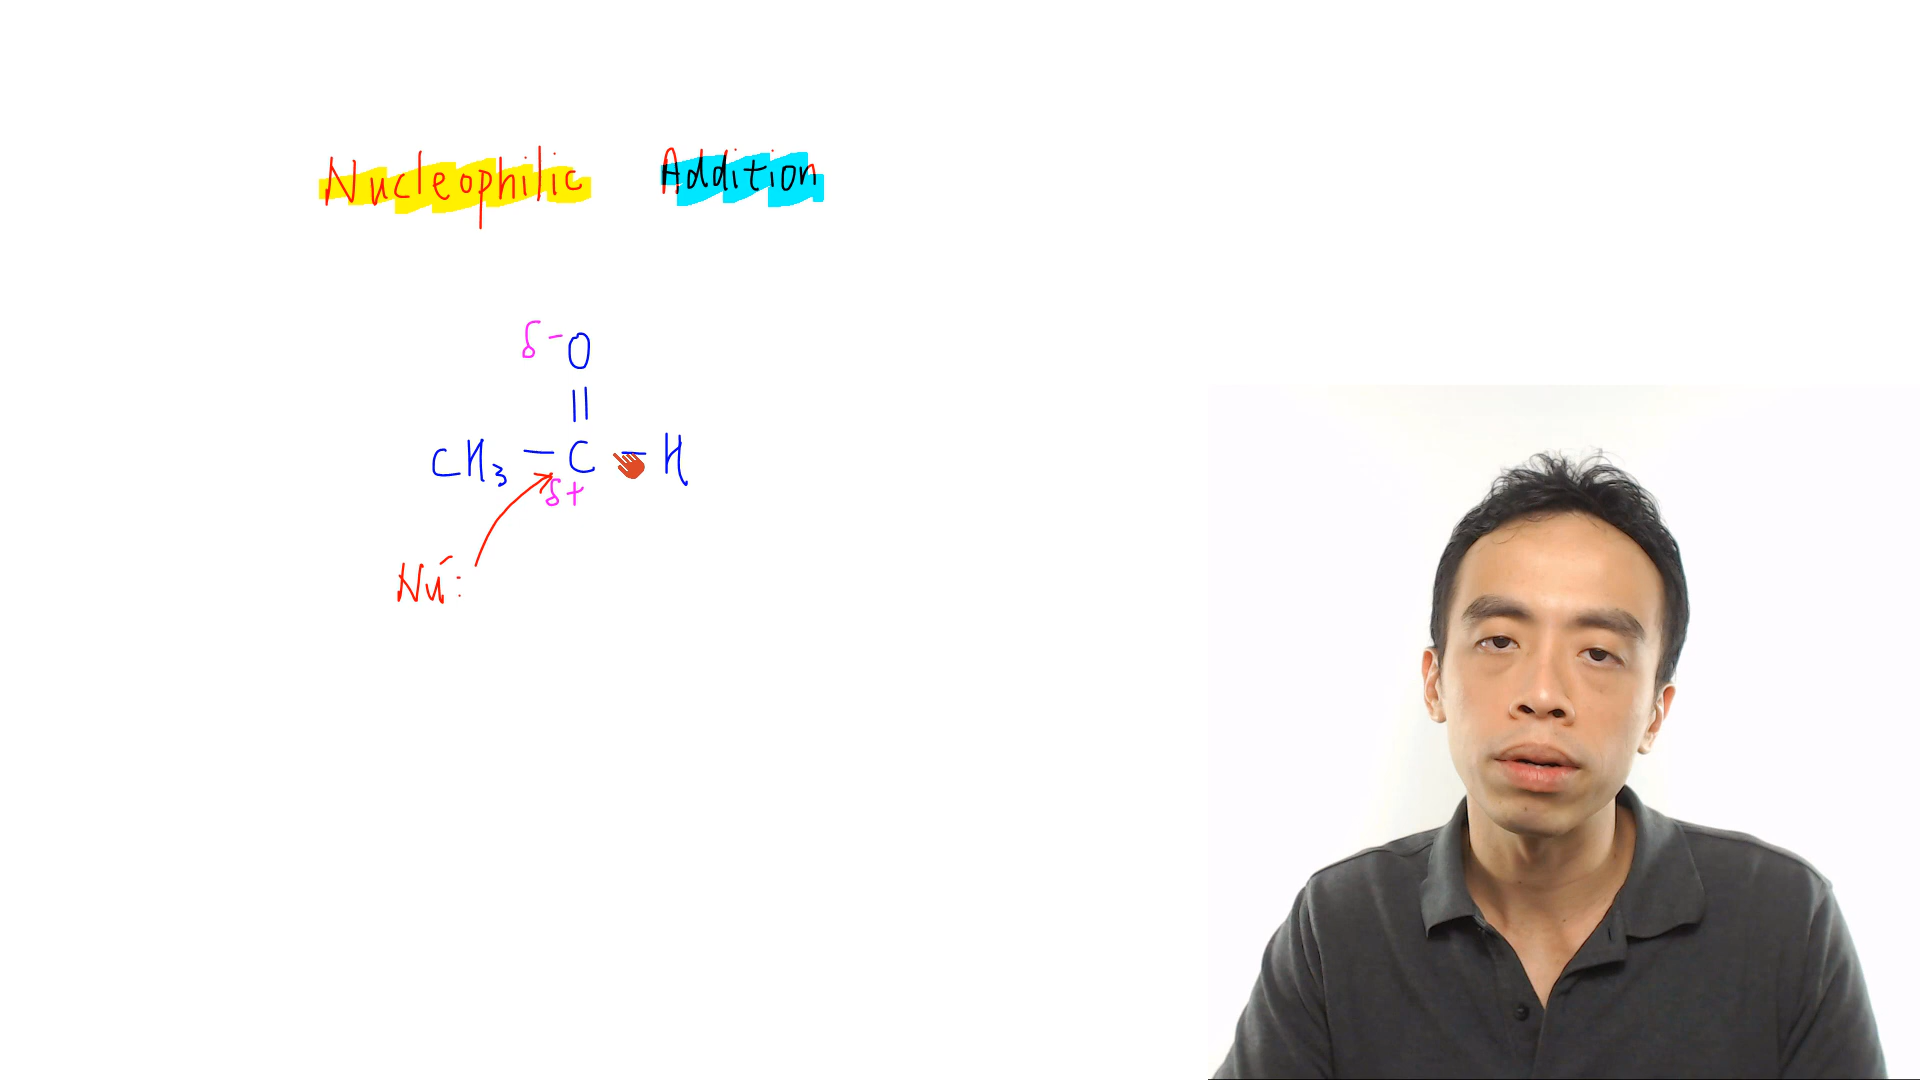 Nucleophilic Addition
δ- O
||
CH₃ - C - H
δ+
Nu⁻: